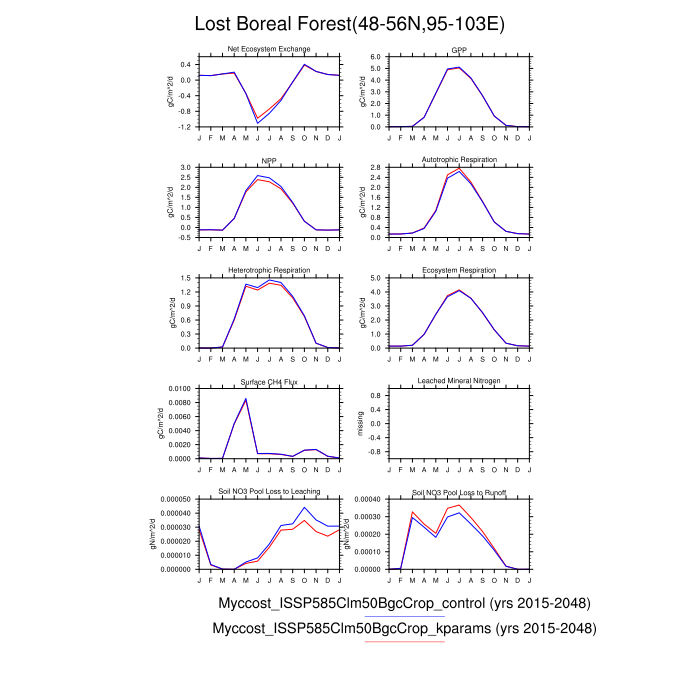 Lost Boreal Forest(48-56N,95-103E)
Net Ecosystem Exchange
gC/m^2/d
0.4
0.0
-0.4
-0.8
-1.2
J F M A M J J A S O N D J
GPP
gC/m^2/d
6.0
5.0
4.0
3.0
2.0
1.0
0.0
J F M A M J J A S O N D J
NPP
gC/m^2/d
3.0
2.5
2.0
1.5
1.0
0.5
0.0
-0.5
J F M A M J J A S O N D J
Autotrophic Respiration
gC/m^2/d
2.8
2.4
2.0
1.6
1.2
0.8
0.4
0.0
J F M A M J J A S O N D J
Heterotrophic Respiration
gC/m^2/d
1.5
1.2
0.9
0.6
0.3
0.0
J F M A M J J A S O N D J
Ecosystem Respiration
gC/m^2/d
5.0
4.0
3.0
2.0
1.0
0.0
J F M A M J J A S O N D J
Surface CH4 Flux
gC/m^2/d
0.0100
0.0080
0.0060
0.0040
0.0020
0.0000
J F M A M J J A S O N D J
Leached Mineral Nitrogen
missing
0.8
0.4
0.0
-0.4
-0.8
J F M A M J J A S O N D J
Soil NO3 Pool Loss to Leaching
gN/m^2/d
0.000050
0.000040
0.000030
0.000020
0.000010
0.000000
J F M A M J J A S O N D J
Soil NO3 Pool Loss to Runoff
gN/m^2/d
0.00040
0.00030
0.00020
0.00010
0.00000
J F M A M J J A S O N D J
Myccost_ISSP585Clm50BgcCrop_control (yrs 2015-2048)
Myccost_ISSP585Clm50BgcCrop_kparams (yrs 2015-2048)